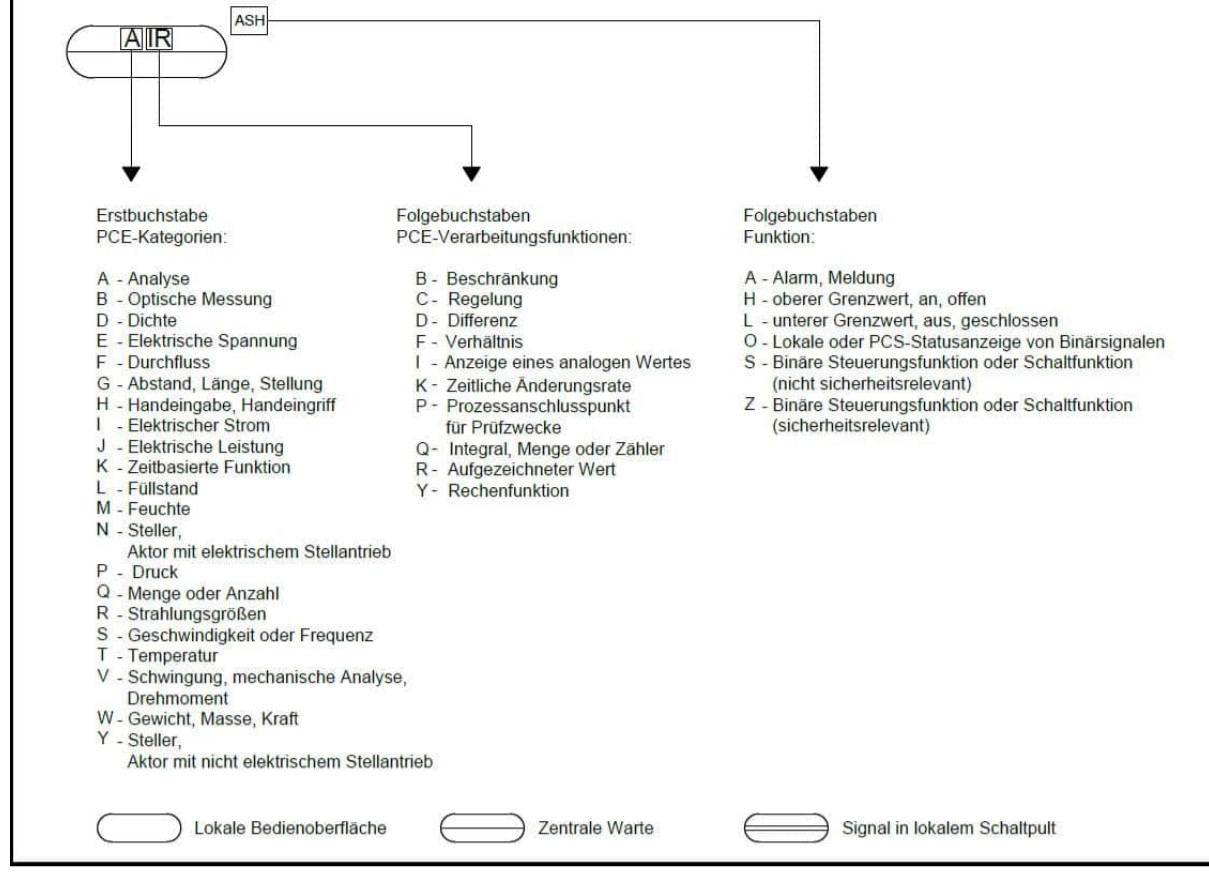 AIR
ASH
Erstbuchstabe
PCE-Kategorien:
A - Analyse
B - Optische Messung
D - Dichte
E - Elektrische Spannung
F - Durchfluss
G - Abstand, Länge, Stellung
H - Handeingabe, Handeingriff
I - Elektrischer Strom
J - Elektrische Leistung
K - Zeitbasierte Funktion
L - Füllstand
M - Feuchte
N - Steller,
Aktor mit elektrischem Stellantrieb
P - Druck
Q - Menge oder Anzahl
R - Strahlungsgrößen
S - Geschwindigkeit oder Frequenz
T - Temperatur
V - Schwingung, mechanische Analyse,
Drehmoment
W - Gewicht, Masse, Kraft
Y - Steller,
Aktor mit nicht elektrischem Stellantrieb
Folgebuchstaben
PCE-Verarbeitungsfunktionen:
B - Beschränkung
C - Regelung
D - Differenz
F - Verhältnis
I - Anzeige eines analogen Wertes
K - Zeitliche Änderungsrate
P - Prozessanschlusspunkt
für Prüfzwecke
Q - Integral, Menge oder Zähler
R - Aufgezeichneter Wert
Y - Rechenfunktion
Folgebuchstaben
Funktion:
A - Alarm, Meldung
H - oberer Grenzwert, an, offen
L - unterer Grenzwert, aus, geschlossen
O - Lokale oder PCS-Statusanzeige von Binärsignalen
S - Binäre Steuerungsfunktion oder Schaltfunktion
(nicht sicherheitsrelevant)
Z - Binäre Steuerungsfunktion oder Schaltfunktion
(sicherheitsrelevant)
Lokale Bedienoberfläche
Zentrale Warte
Signal in lokalem Schaltpult